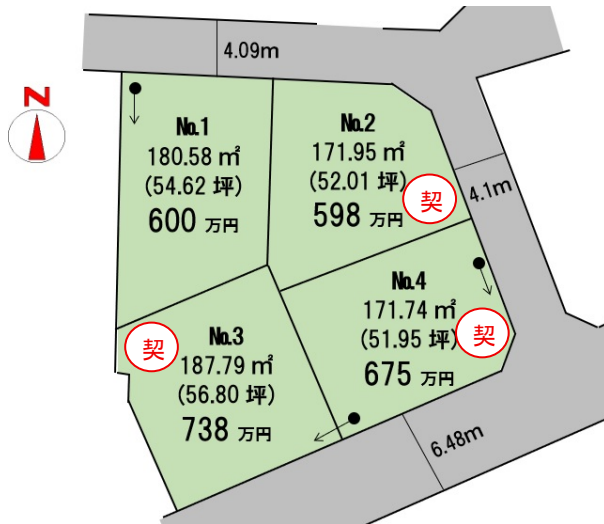 4.09m
N
No.1
180.58 ㎡
(54.62 坪)
600 万円
No.2
171.95 ㎡
(52.01 坪)
598 万円
契
4.1m
No.4
171.74 ㎡
(51.95 坪)
675 万円
契
契
No.3
187.79 ㎡
(56.80 坪)
738 万円
6.48m